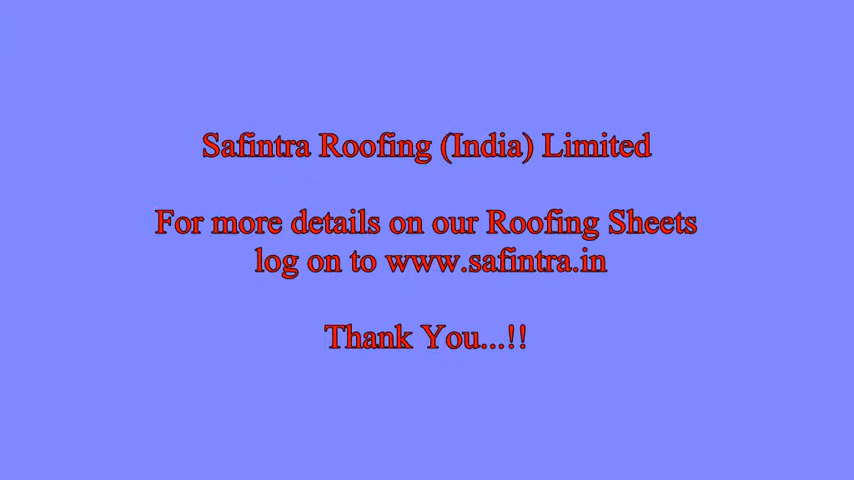 Safintra Roofing (India) Limited
For more details on our Roofing Sheets
log on to www.safintra.in
Thank You...!!